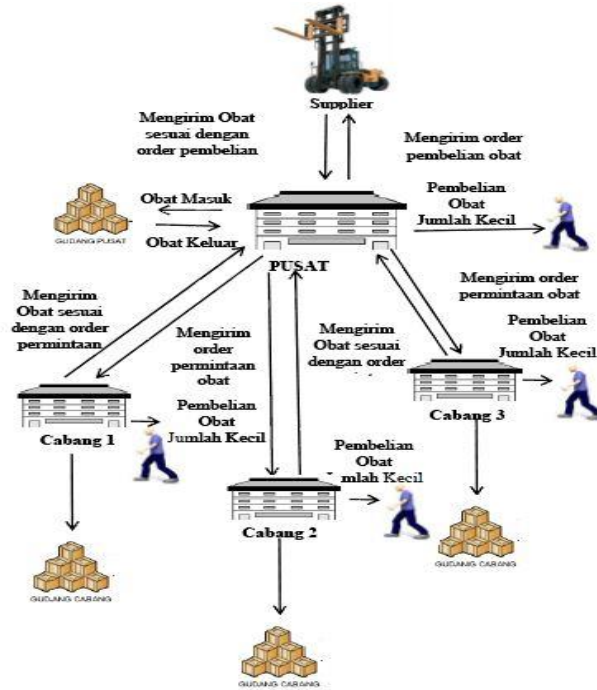 Supplier
Mengirim Obat
sesuai dengan
order pembelian
Mengirim order
pembelian obat
Obat Masuk
GUDANG PUSAT
Obat Keluar
Pembelian
Obat
Jumlah Kecil
PUSAT
Mengirim
Obat sesuai
dengan order
permintaan
Mengirim
order
permintaan
obat
Mengirim
Obat sesuai
dengan order
Mengirim order
permintaan obat
Pembelian
Obat
Jumlah Kecil
Cabang 1
Pembelian
Obat
Jumlah Kecil
Cabang 3
Pembelian
Obat
Jumlah Kecil
Cabang 2
GUDANG CABANG
GUDANG CABANG
GUDANG CABANG